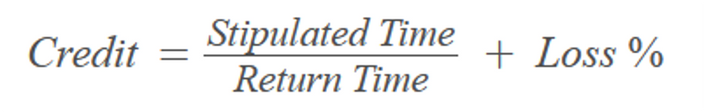 Credit = Stipulated Time / Return Time + Loss %